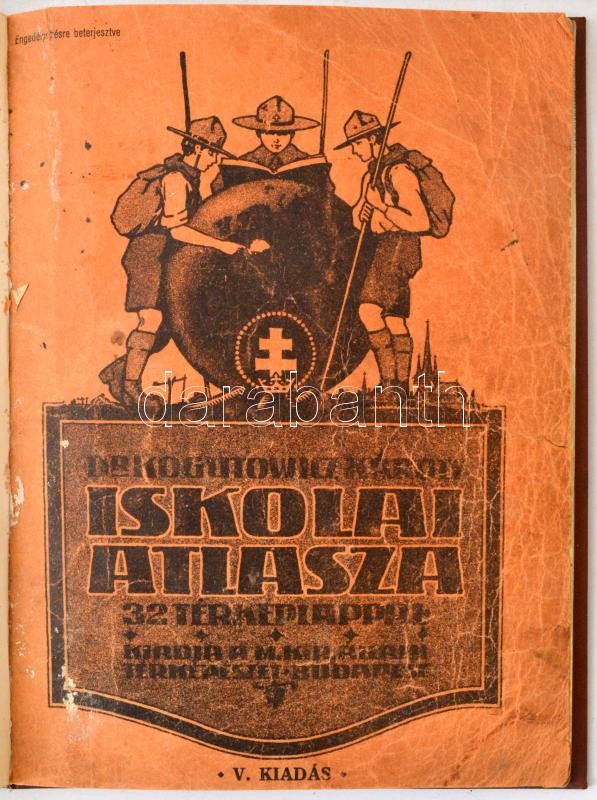 Engedélyezésre beterjesztve
darabanth
Dr KOGUTOWICZ KÁROLY
ISKOLAI
ATLASZA
32 TÉRKÉPLAPPAL
KIADJA A M. KIR. ÁLLAMI
TÉRKÉPÉSZET · BUDAPEST
• V. KIADÁS •